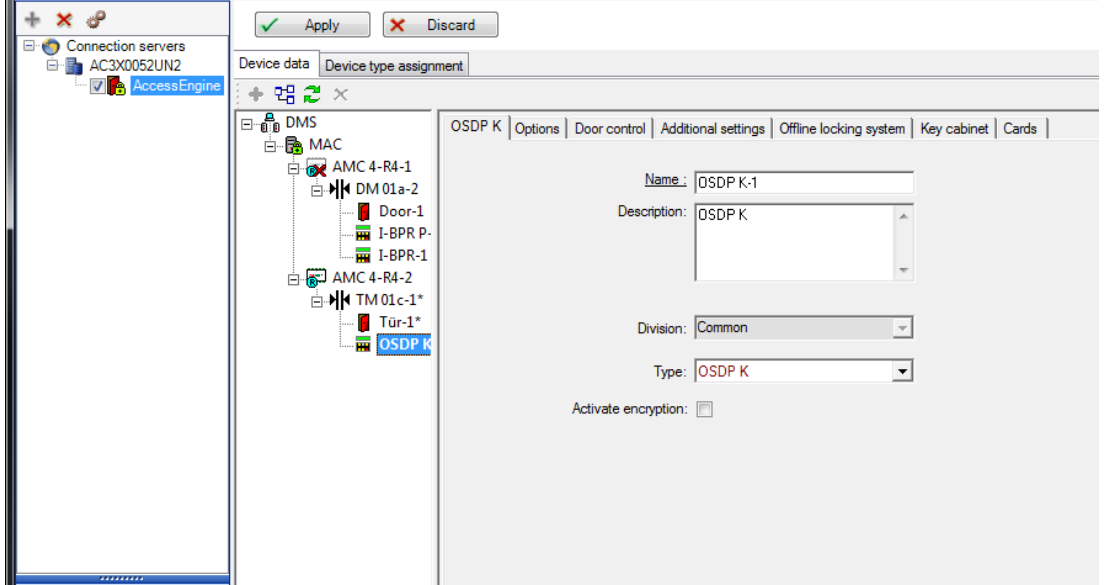 Apply Discard
Connection servers
AC3X0052UN2
AccessEngine
Device data Device type assignment
DMS
MAC
AMC 4-R4-1
DM 01a-2
Door-1
I-BPR P-
I-BPR-1
AMC 4-R4-2
TM 01c-1*
Tür-1*
OSDP K
OSDP K Options Door control Additional settings Offline locking system Key cabinet Cards
Name : OSDP K-1
Description: OSDP K
Division: Common
Type: OSDP K
Activate encryption: